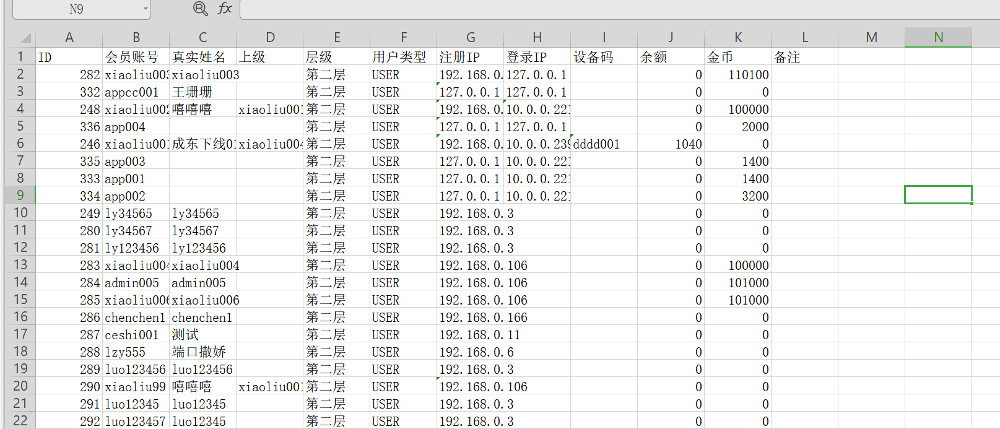 N9 fx
A B C D E F G H I J K L M N
1 ID 会员账号 真实姓名 上级 层级 用户类型 注册IP 登录IP 设备码 余额 金币 备注
2 282 xiaoliu003 xiaoliu003 第二层 USER 192.168.0. 127.0.0.1 0 110100
3 332 appcc001 王珊珊 第二层 USER 127.0.0.1 127.0.0.1 0 0
4 248 xiaoliu002 嘻嘻嘻 xiaoliu001 第二层 USER 192.168.0. 10.0.0.221 0 100000
5 336 app004 第二层 USER 127.0.0.1 127.0.0.1 0 2000
6 246 xiaoliu001 成东下线01 xiaoliu004 第二层 USER 192.168.0. 10.0.0.239 dddd001 1040 0
7 335 app003 第二层 USER 127.0.0.1 10.0.0.221 0 1400
8 333 app001 第二层 USER 127.0.0.1 10.0.0.221 0 1400
9 334 app002 第二层 USER 127.0.0.1 10.0.0.221 0 3200
10 249 ly34565 ly34565 第二层 USER 192.168.0.3 0 0
11 280 ly34567 ly34567 第二层 USER 192.168.0.3 0 0
12 281 ly123456 ly123456 第二层 USER 192.168.0.3 0 0
13 283 xiaoliu004 xiaoliu004 第二层 USER 192.168.0.106 0 100000
14 284 admin005 admin005 第二层 USER 192.168.0.106 0 101000
15 285 xiaoliu006 xiaoliu006 第二层 USER 192.168.0.106 0 101000
16 286 chenchen1 chenchen1 第二层 USER 192.168.0.166 0 0
17 287 ceshi001 测试 第二层 USER 192.168.0.11 0 0
18 288 lzy555 端口撒娇 第二层 USER 192.168.0.6 0 0
19 289 luo123456 luo123456 第二层 USER 192.168.0.3 0 0
20 290 xiaoliu99 嘻嘻嘻 xiaoliu001 第二层 USER 192.168.0.106 0 0
21 291 luo12345 luo12345 第二层 USER 192.168.0.3 0 0
22 292 luo123457 luo12345 第二层 USER 192.168.0.3 0 0